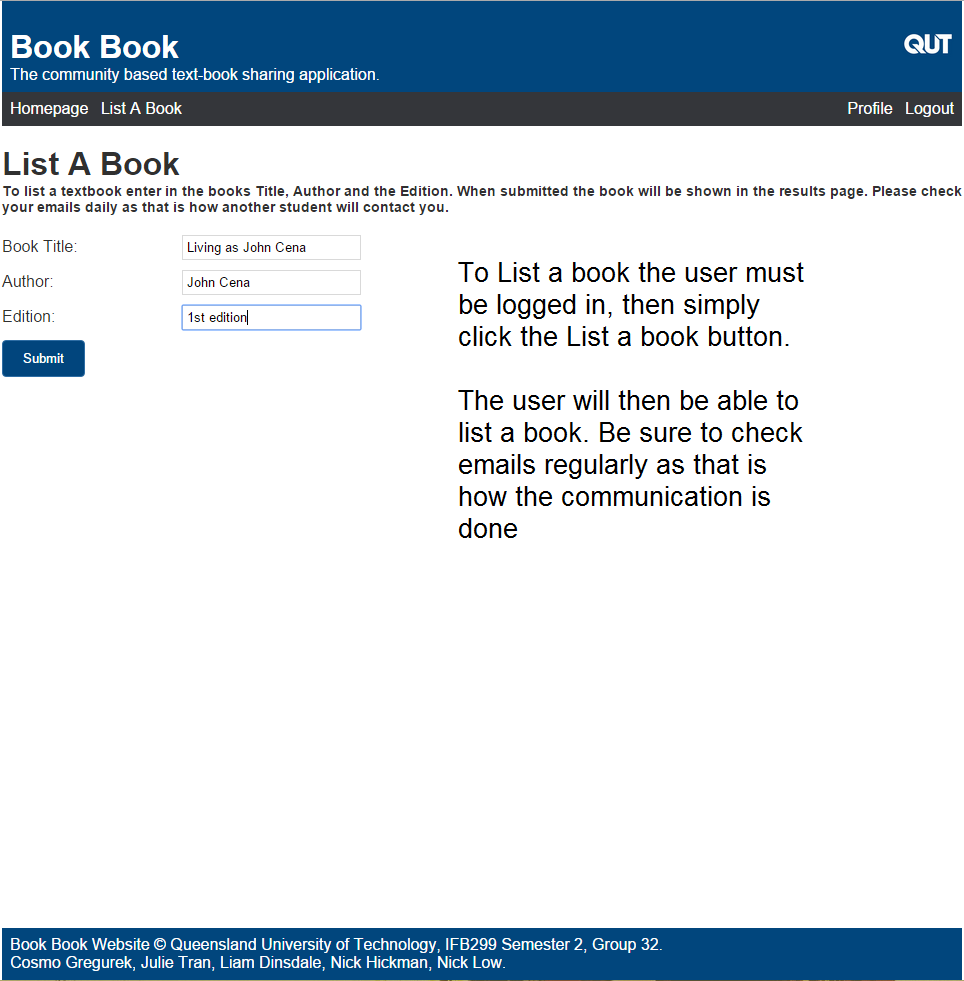 Book Book
QUT
The community based text-book sharing application.
Homepage List A Book Profile Logout
List A Book
To list a textbook enter in the books Title, Author and the Edition. When submitted the book will be shown in the results page. Please check
your emails daily as that is how another student will contact you.
Book Title: Living as John Cena
Author: John Cena
Edition: 1st edition
Submit
To List a book the user must
be logged in, then simply
click the List a book button.
The user will then be able to
list a book. Be sure to check
emails regularly as that is
how the communication is
done
Book Book Website © Queensland University of Technology, IFB299 Semester 2, Group 32.
Cosmo Gregurek, Julie Tran, Liam Dinsdale, Nick Hickman, Nick Low.